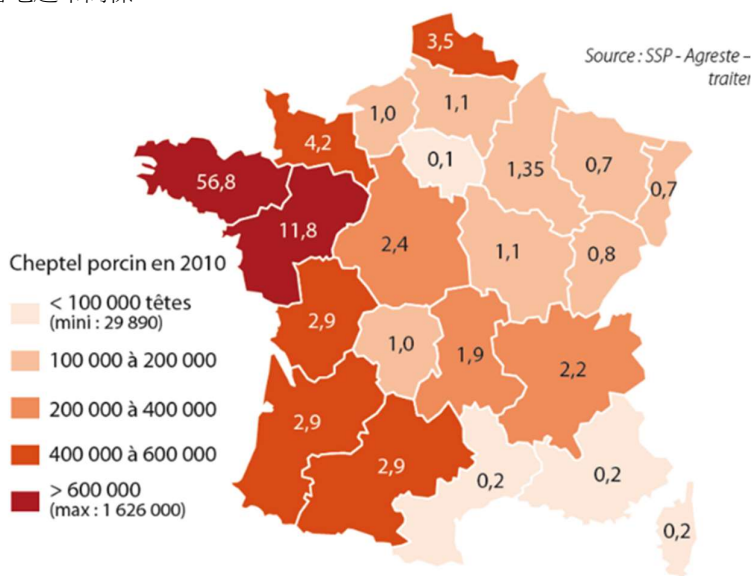 3,5
Source : SSP - Agreste –
traiter
1,0
1,1
4,2
0,1
1,35
0,7
0,7
56,8
11,8
2,4
1,1
0,8
Cheptel porcin en 2010
< 100 000 têtes
(mini : 29 890)
100 000 à 200 000
200 000 à 400 000
400 000 à 600 000
> 600 000
(max : 1 626 000)
2,9
1,0
1,9
2,2
2,9
2,9
0,2
0,2
0,2